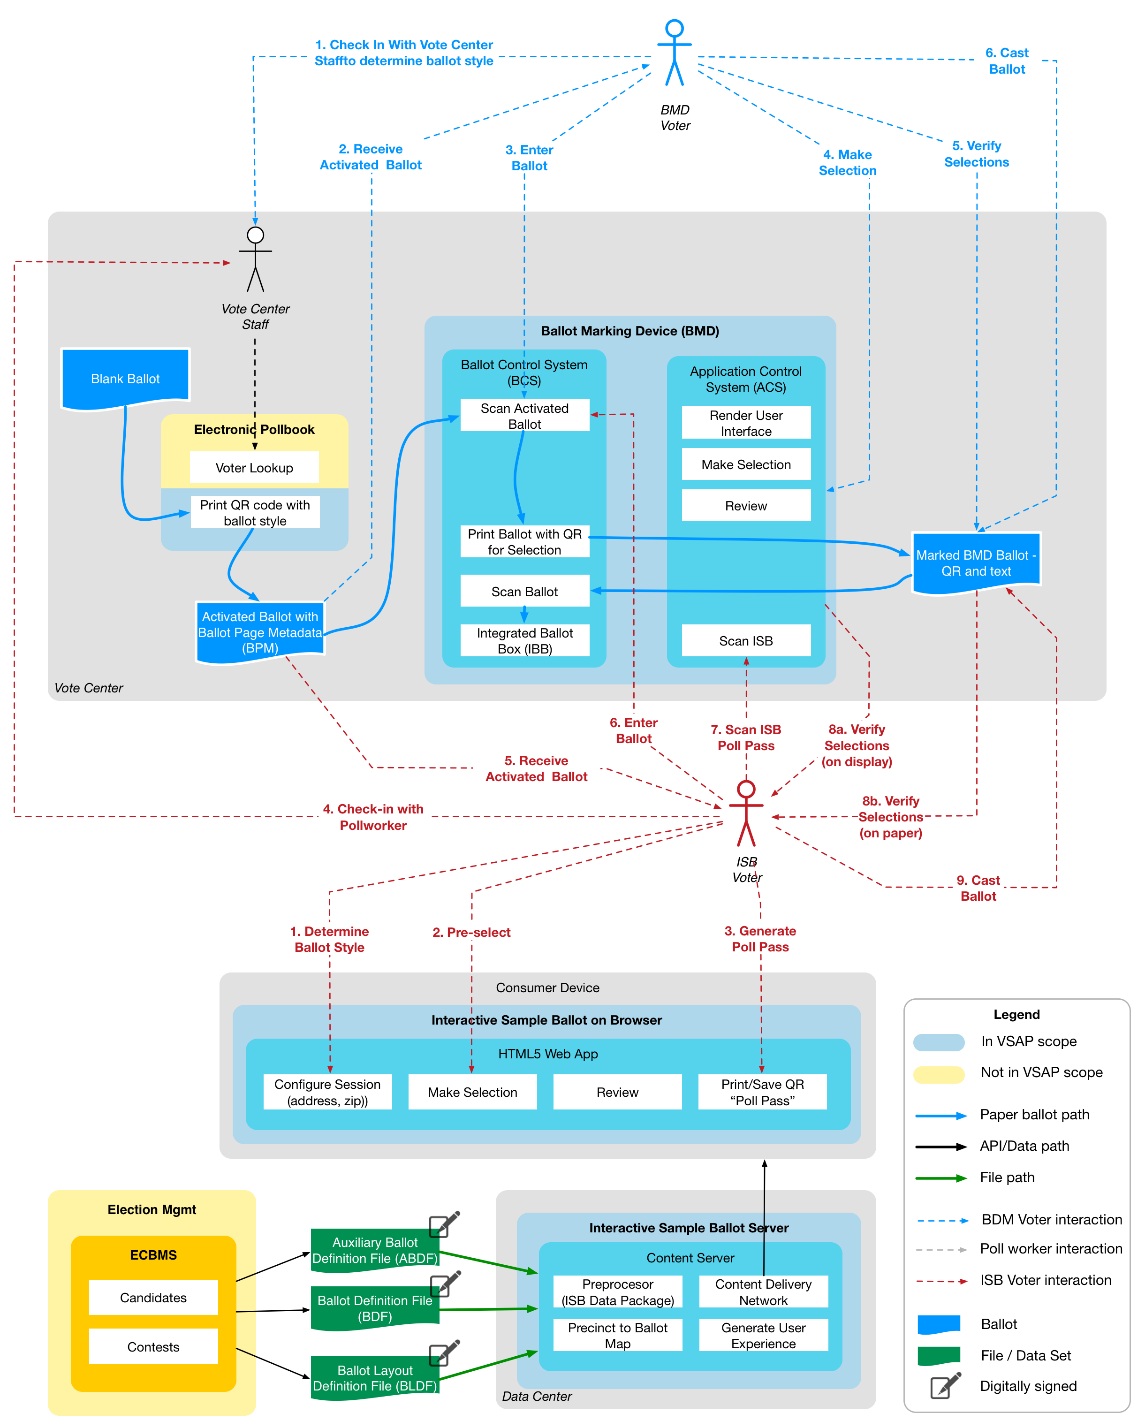 1. Check In With Vote Center
Staffto determine ballot style
6. Cast
Ballot
BMD
Voter
2. Receive
Activated Ballot
3. Enter
Ballot
4. Make
Selection
5. Verify
Selections
Vote Center
Staff
Ballot Marking Device (BMD)
Blank Ballot
Ballot Control System
(BCS)
Application Control
System (ACS)
Scan Activated
Ballot
Render User
Interface
Electronic Pollbook
Voter Lookup
Make Selection
Print QR code with
ballot style
Review
Print Ballot with QR
for Selection
Marked BMD Ballot -
QR and text
Scan Ballot
Activated Ballot with
Ballot Page Metadata
(BPM)
Integrated Ballot
Box (IBB)
Scan ISB
Vote Center
6. Enter
Ballot
7. Scan ISB
Poll Pass
8a. Verify
Selections
(on display)
5. Receive
Activated Ballot
4. Check-in with
Pollworker
8b. Verify
Selections
(on paper)
ISB
Voter
9. Cast
Ballot
1. Determine
Ballot Style
2. Pre-select
3. Generate
Poll Pass
Consumer Device
Interactive Sample Ballot on Browser
HTML5 Web App
Configure Session
(address, zip))
Make Selection
Review
Print/Save QR
“Poll Pass”
Legend
In VSAP scope
Not in VSAP scope
Paper ballot path
API/Data path
File path
BDM Voter interaction
Poll worker interaction
ISB Voter interaction
Ballot
File / Data Set
Digitally signed
Election Mgmt
ECBMS
Candidates
Contests
Auxiliary Ballot
Definition File (ABDF)
Ballot Definition File
(BDF)
Ballot Layout
Definition File (BLDF)
Interactive Sample Ballot Server
Content Server
Preprocesor
(ISB Data Package)
Content Delivery
Network
Precinct to Ballot
Map
Generate User
Experience
Data Center